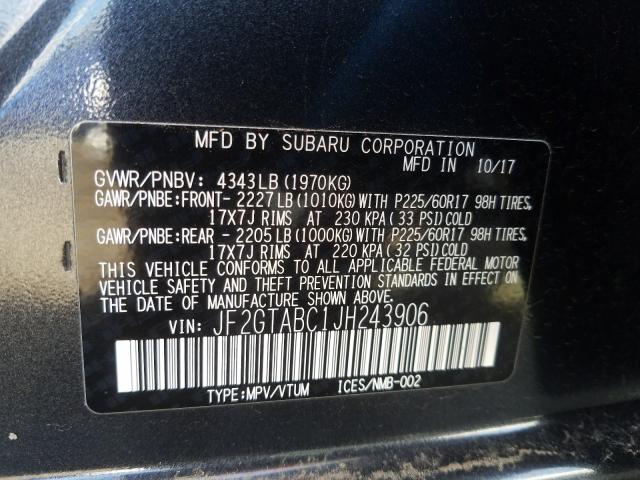 MFD BY SUBARU CORPORATION
MFD IN 10/17
GVWR/PNBV: 4343LB (1970KG)
GAWR/PNBE:FRONT- 2227 LB (1010KG) WITH P225/60R17 98H TIRES,
17X7J RIMS AT 230 KPA (33 PSI) COLD
GAWR/PNBE:REAR - 2205 LB (1000KG) WITH P225/60R17 98H TIRES,
17X7J RIMS AT 220 KPA (32 PSI) COLD
THIS VEHICLE CONFORMS TO ALL APPLICABLE FEDERAL MOTOR
VEHICLE SAFETY AND THEFT PREVENTION STANDARDS IN EFFECT ON
THE DATE OF MANUFACTURE SHOWN ABOVE.
VIN: JF2GTABC1JH243906
TYPE:MPV/VTUM ICES/NMB-002